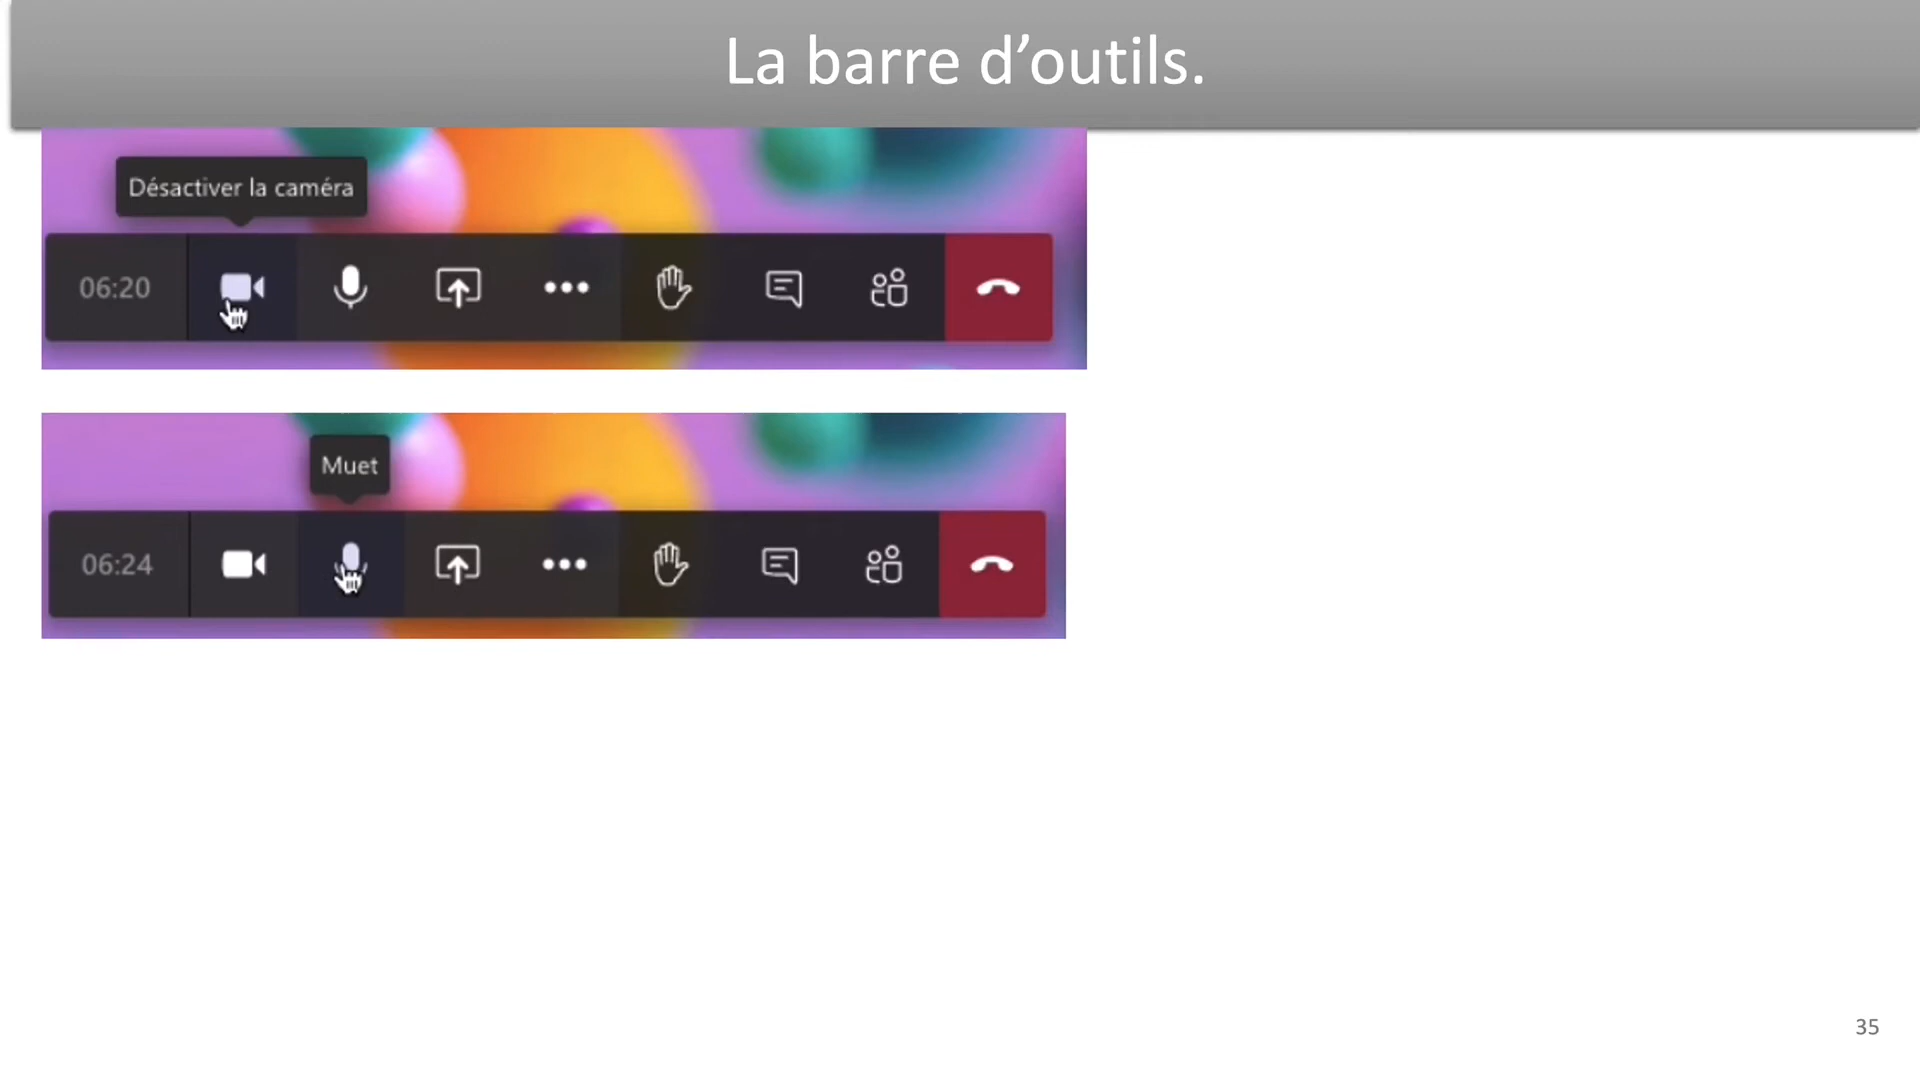 La barre d’outils.
Désactiver la caméra
06:20
Muet
06:24
35